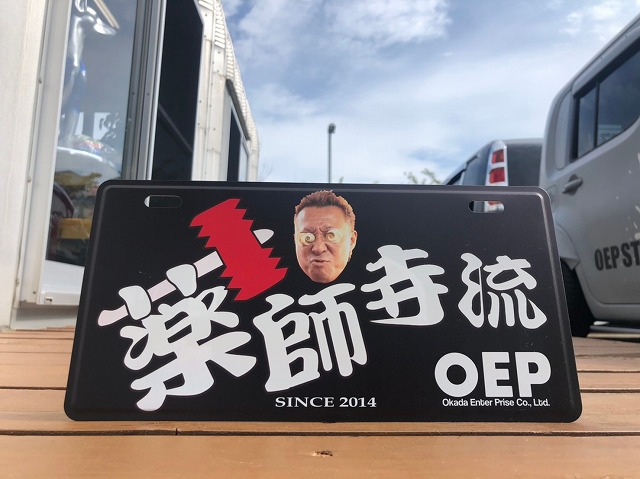 薬師寺流
SINCE 2014
OEP
Okada Enter Prise Co., Ltd.
OEP ST